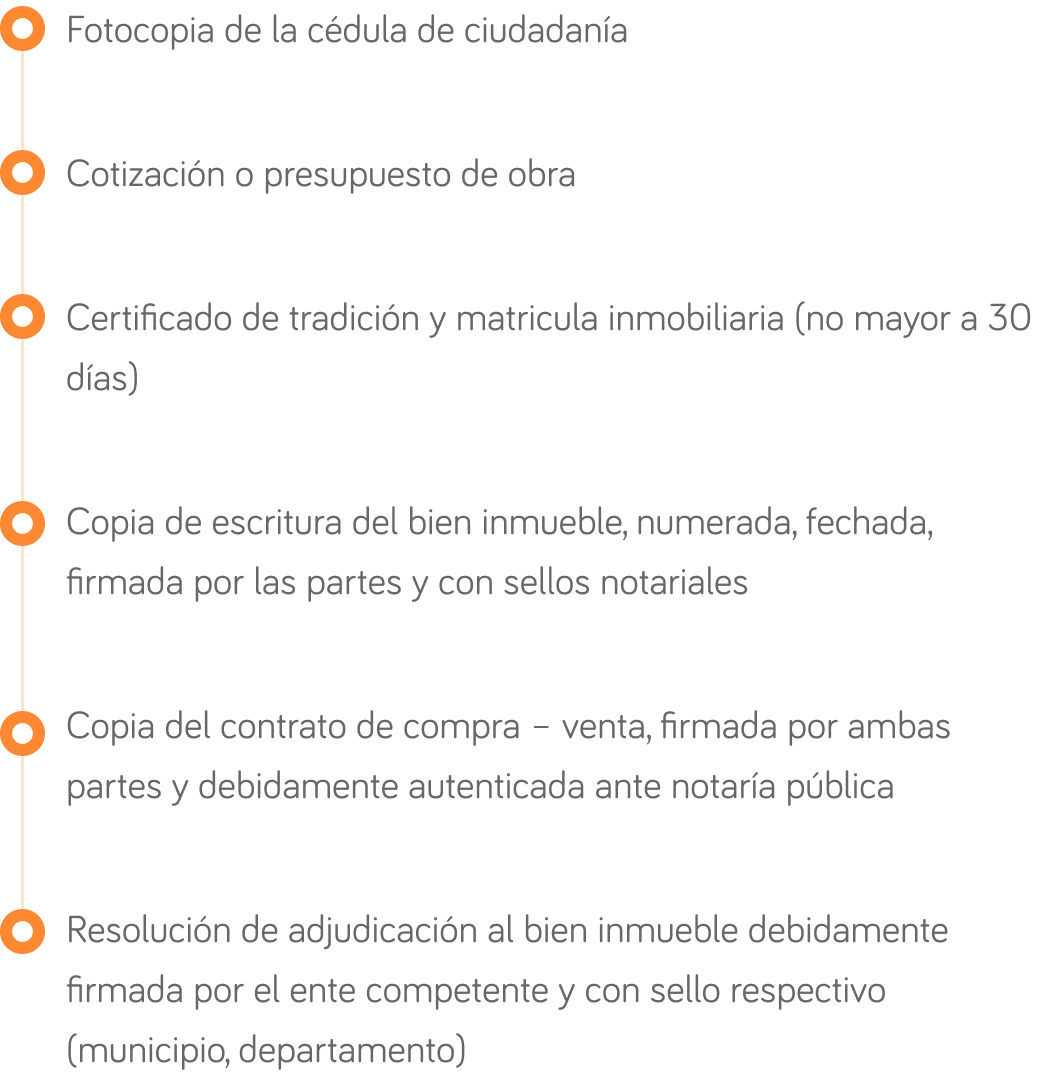 Fotocopia de la cédula de ciudadanía
Cotización o presupuesto de obra
Certificado de tradición y matricula inmobiliaria (no mayor a 30
días)
Copia de escritura del bien inmueble, numerada, fechada,
firmada por las partes y con sellos notariales
Copia del contrato de compra – venta, firmada por ambas
partes y debidamente autenticada ante notaría pública
Resolución de adjudicación al bien inmueble debidamente
firmada por el ente competente y con sello respectivo
(municipio, departamento)